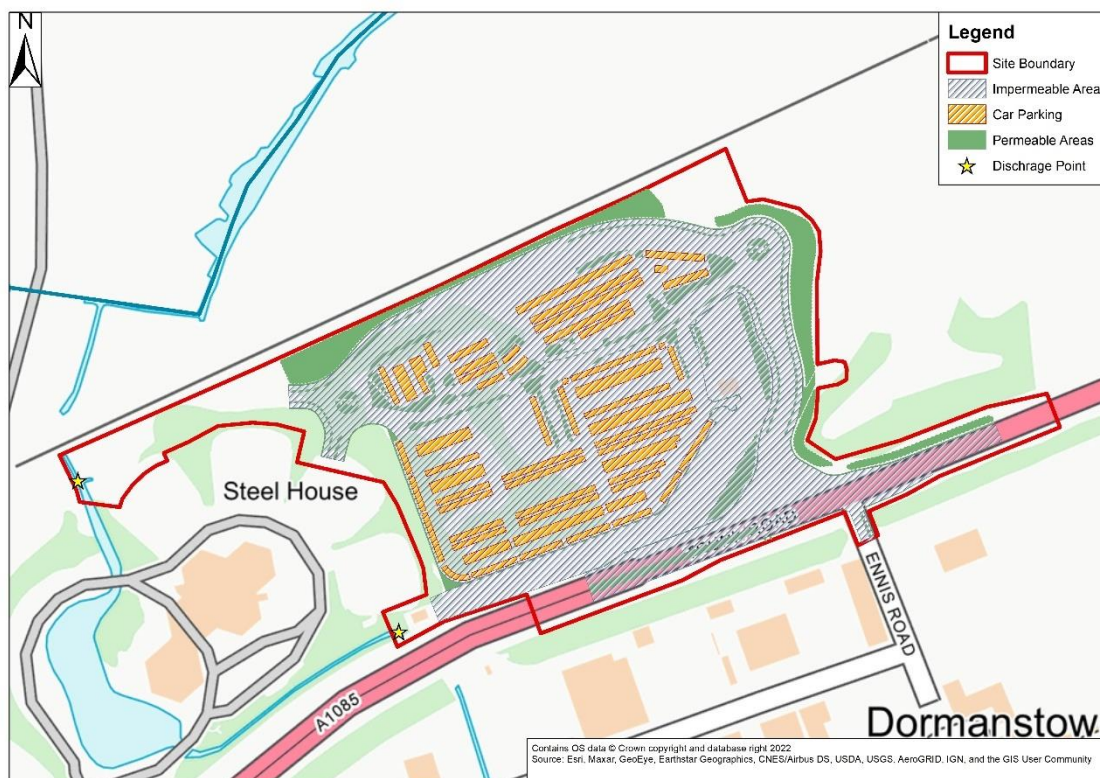 N
Legend
Site Boundary
Impermeable Area
Car Parking
Permeable Areas
Discharge Point
Steel House
ROAD
ENNIS ROAD
A1085
Dormanstow
Contains OS data © Crown copyright and database right 2022
Source: Esri, Maxar, GeoEye, Earthstar Geographics, CNES/Airbus DS, USDA, USGS, AeroGRID, IGN, and the GIS User Community